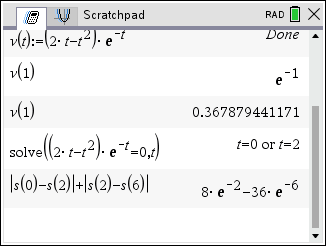 Scratchpad RAD
v(t):=(2·t−t²)·e⁻ᵗ Done
v(1) e⁻¹
v(1) 0.367879441171
solve((2·t−t²)·e⁻ᵗ=0,t) t=0 or t=2
|s(0)−s(2)|+|s(2)−s(6)| 8·e⁻²−36·e⁻⁶